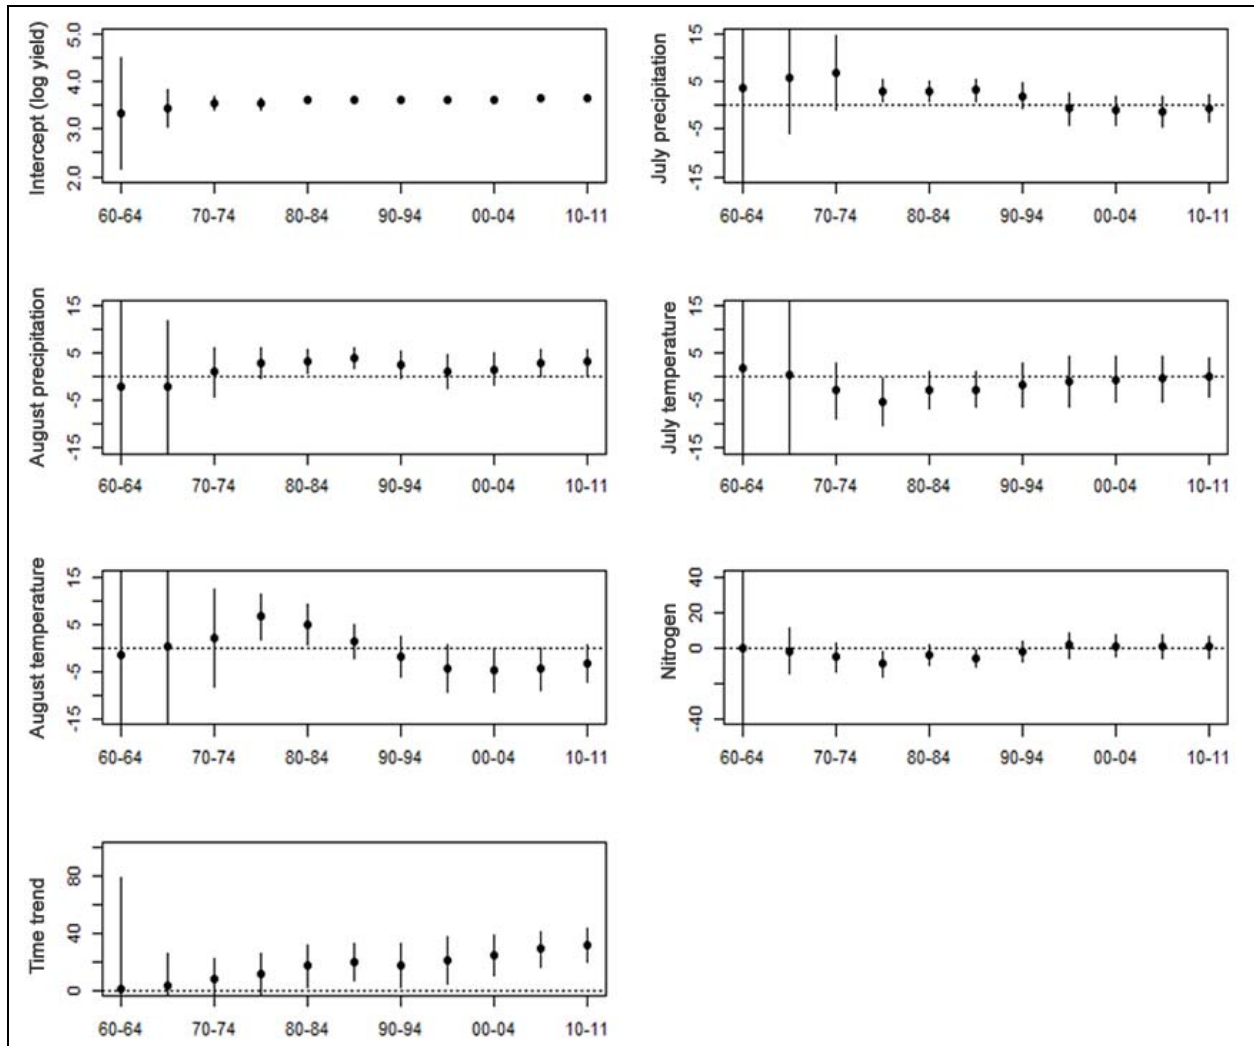 Intercept (log yield)
5.0
4.0
3.0
2.0
60-64 70-74 80-84 90-94 00-04 10-11
July precipitation
15
5
-5
-15
60-64 70-74 80-84 90-94 00-04 10-11
August precipitation
15
5
-5
-15
60-64 70-74 80-84 90-94 00-04 10-11
July temperature
15
5
-5
-15
60-64 70-74 80-84 90-94 00-04 10-11
August temperature
15
5
-5
-15
60-64 70-74 80-84 90-94 00-04 10-11
Nitrogen
40
20
0
-40
60-64 70-74 80-84 90-94 00-04 10-11
Time trend
80
40
0
60-64 70-74 80-84 90-94 00-04 10-11